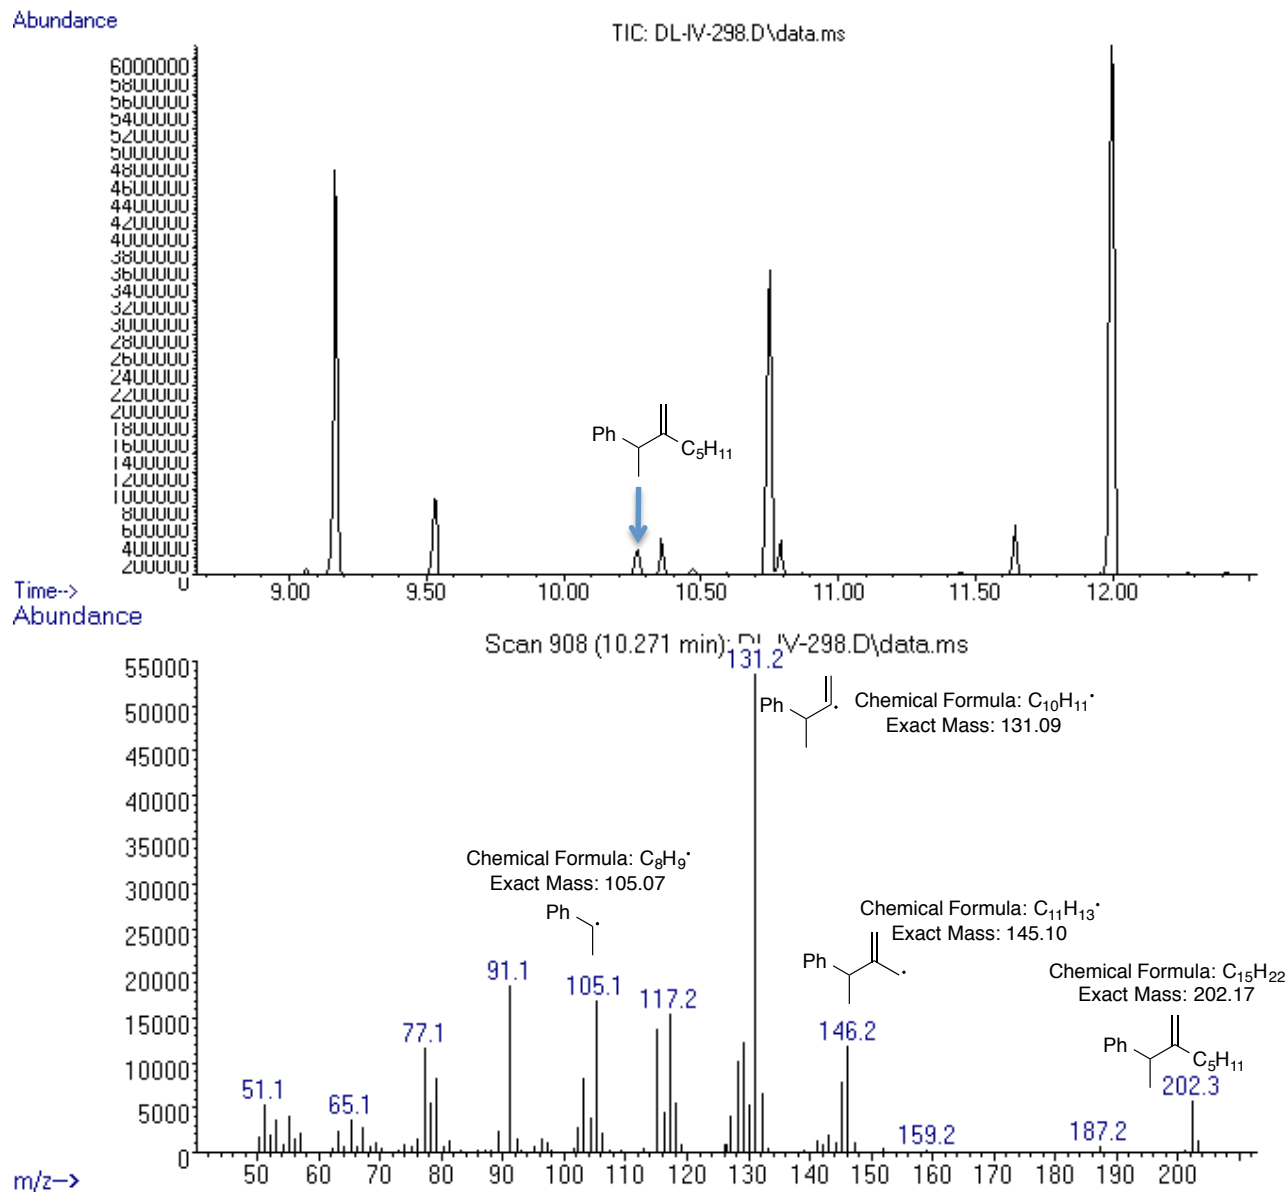 Abundance
TIC: DL-IV-298.D\data.ms
6000000
5800000
5600000
5400000
5200000
5000000
4800000
4600000
4400000
4200000
4000000
3800000
3600000
3400000
3200000
3000000
2800000
2600000
2400000
2200000
2000000
1800000
1600000
1400000
1200000
1000000
800000
600000
400000
200000
0
Ph
C5H11
Time-->
9.00 9.50 10.00 10.50 11.00 11.50 12.00
Abundance
Scan 908 (10.271 min): DL-IV-298.D\data.ms
55000
50000
45000
40000
35000
30000
25000
20000
15000
10000
5000
0
131.2
Ph
Chemical Formula: C10H11•
Exact Mass: 131.09
Chemical Formula: C8H9•
Exact Mass: 105.07
Ph
Chemical Formula: C11H13•
Exact Mass: 145.10
Ph
Chemical Formula: C15H22
Exact Mass: 202.17
Ph
C5H11
51.1
65.1
77.1
91.1
105.1
117.2
146.2
159.2
187.2
202.3
50 60 70 80 90 100 110 120 130 140 150 160 170 180 190 200
m/z-->